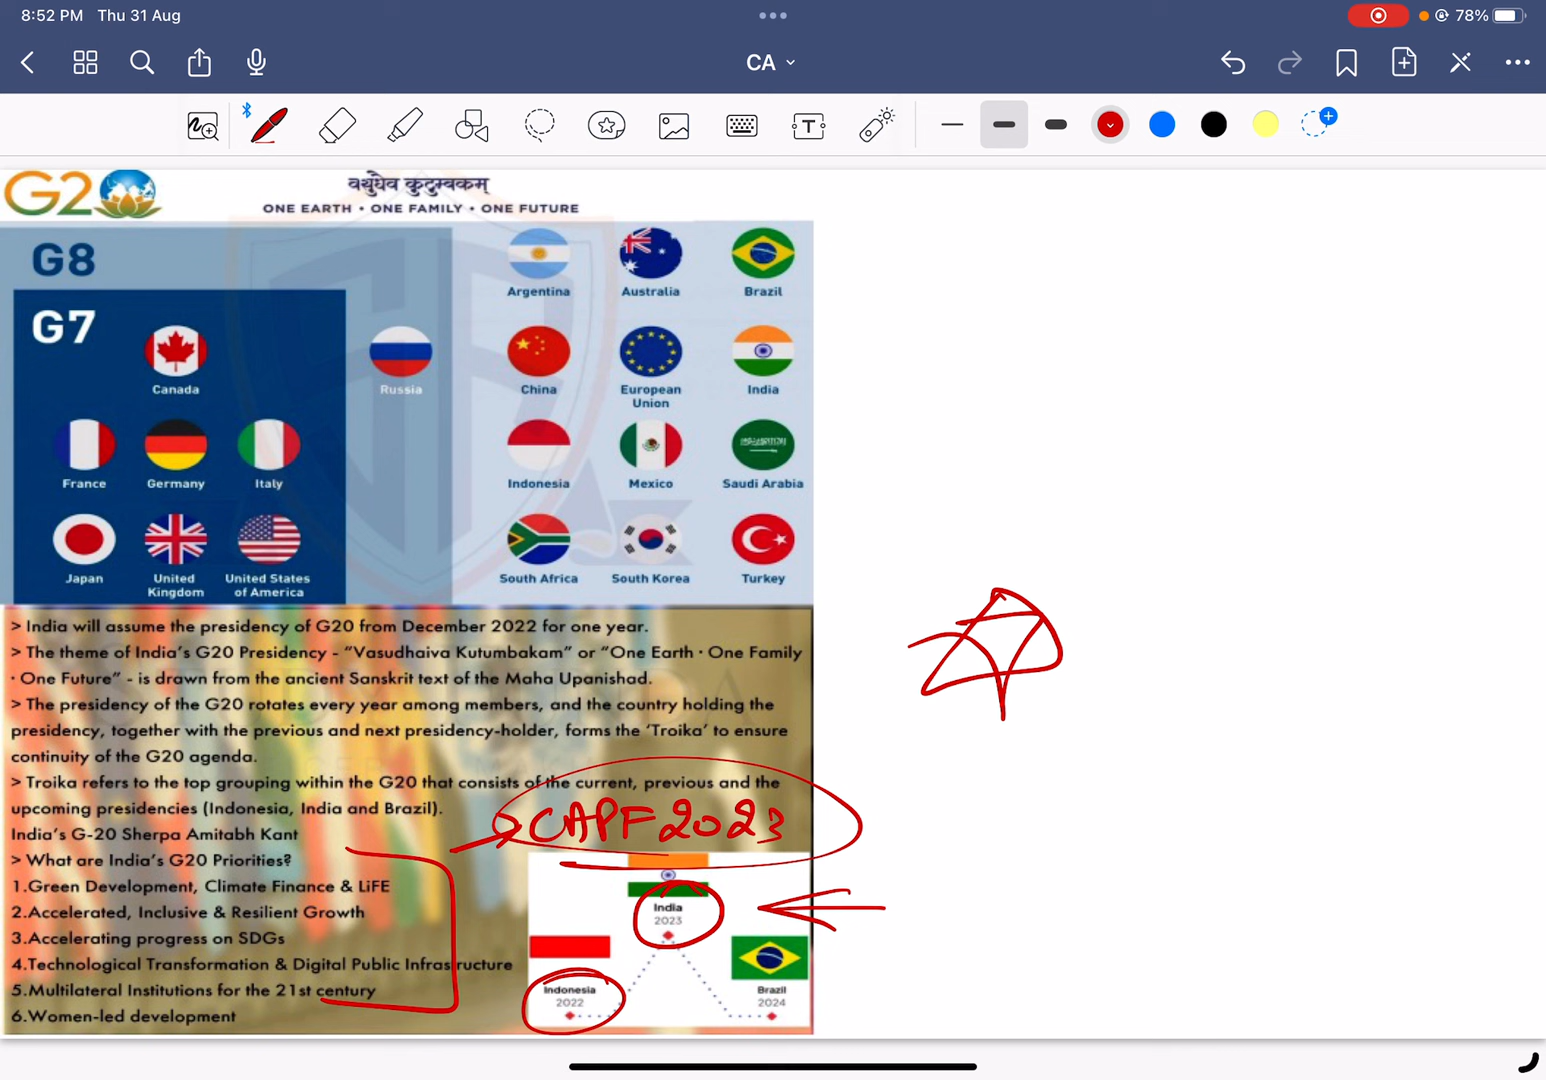 8:52 PM Thu 31 Aug
78%
CA
G20
वसुधैव कुटुम्बकम्
ONE EARTH • ONE FAMILY • ONE FUTURE
G8
G7
Canada
France
Germany
Italy
Japan
United Kingdom
United States of America
Russia
Argentina
Australia
Brazil
China
European Union
India
Indonesia
Mexico
Saudi Arabia
South Africa
South Korea
Turkey
> India will assume the presidency of G20 from December 2022 for one year.
> The theme of India's G20 Presidency - "Vasudhaiva Kutumbakam" or "One Earth · One Family
· One Future" - is drawn from the ancient Sanskrit text of the Maha Upanishad.
> The presidency of the G20 rotates every year among members, and the country holding the
presidency, together with the previous and next presidency-holder, forms the 'Troika' to ensure
continuity of the G20 agenda.
> Troika refers to the top grouping within the G20 that consists of the current, previous and the
upcoming presidencies (Indonesia, India and Brazil).
India's G-20 Sherpa Amitabh Kant
CAPF 2023
> What are India's G20 Priorities?
1.Green Development, Climate Finance & LiFE
2.Accelerated, Inclusive & Resilient Growth
3.Accelerating progress on SDGs
4.Technological Transformation & Digital Public Infrastructure
5.Multilateral Institutions for the 21st century
6.Women-led development
India
2023
Indonesia
2022
Brazil
2024